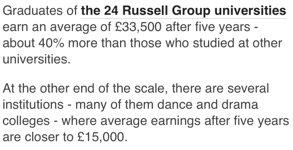 Graduates of the 24 Russell Group universities
earn an average of £33,500 after five years -
about 40% more than those who studied at other
universities.
At the other end of the scale, there are several
institutions - many of them dance and drama
colleges - where average earnings after five years
are closer to £15,000.